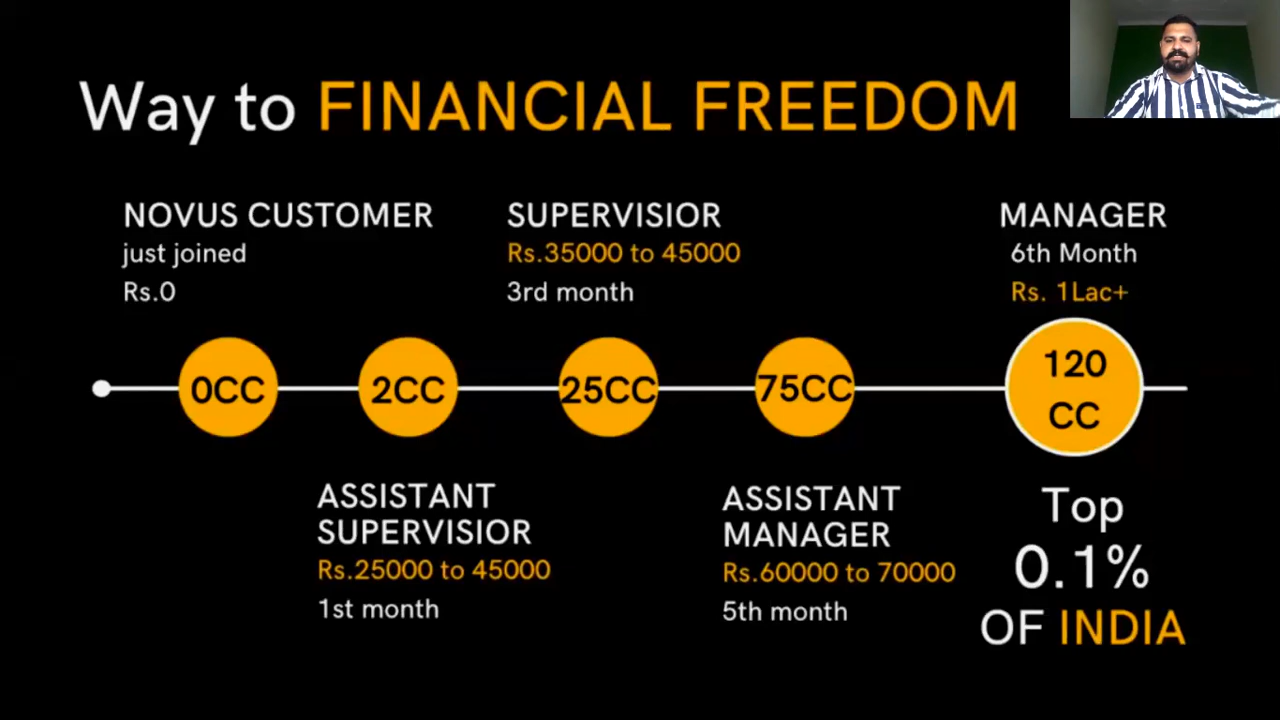 Way to FINANCIAL FREEDOM
NOVUS CUSTOMER
just joined
Rs.0
SUPERVISIOR
Rs.35000 to 45000
3rd month
MANAGER
6th Month
Rs. 1Lac+
0CC
2CC
25CC
75CC
120
CC
ASSISTANT
SUPERVISIOR
Rs.25000 to 45000
1st month
ASSISTANT
MANAGER
Rs.60000 to 70000
5th month
Top
0.1%
OF INDIA